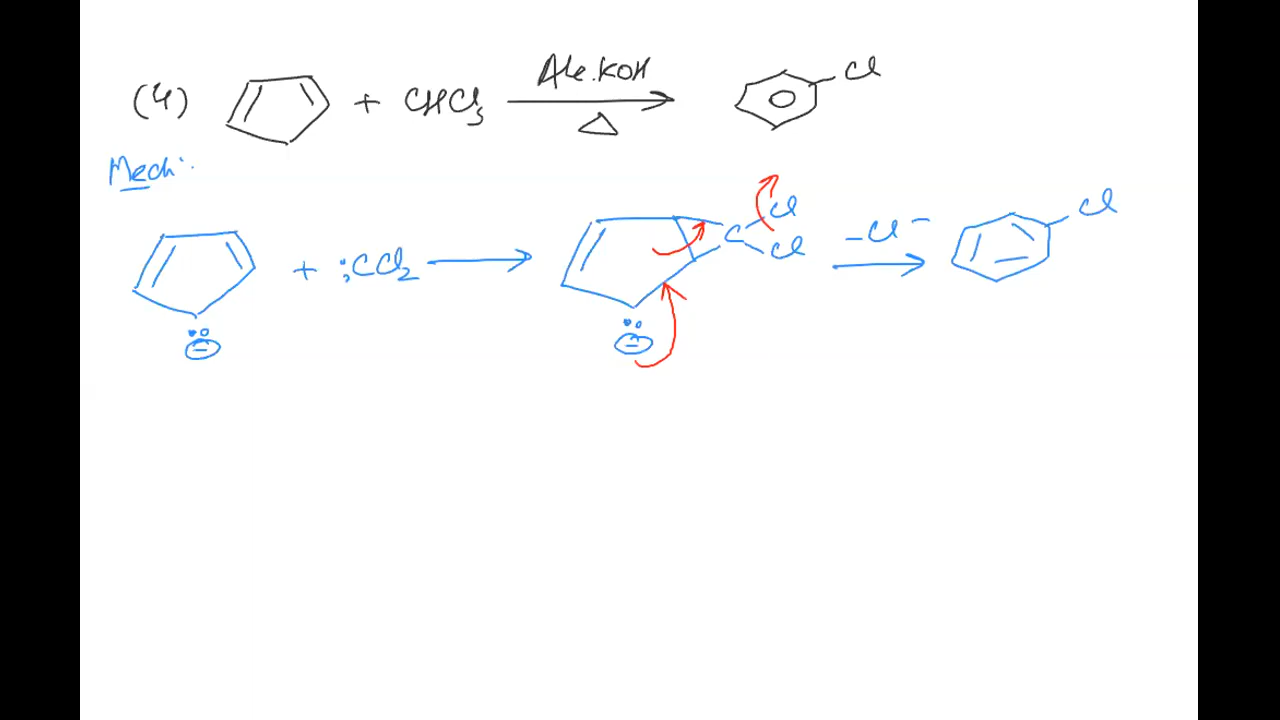 (4) + CHCl3 Alc. KOH Δ Cl
Mech:
+ :CCl2 C Cl Cl -Cl⁻ Cl